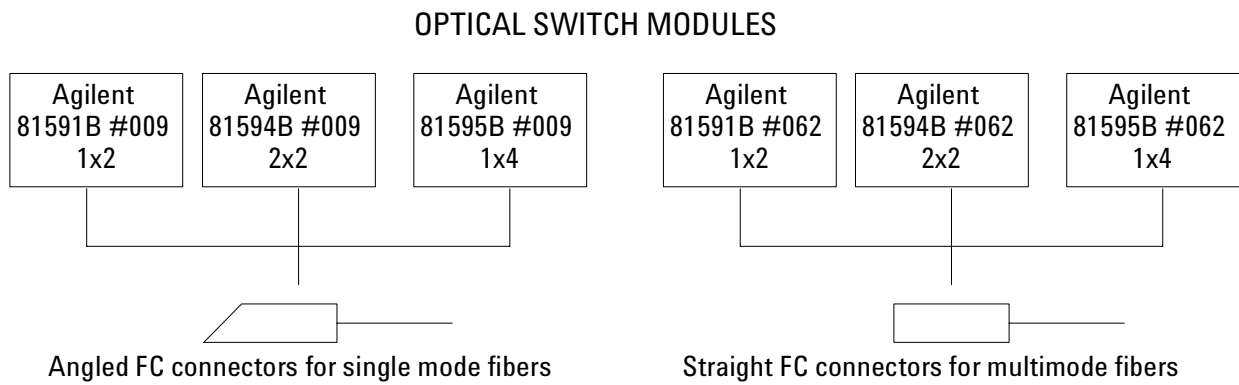 OPTICAL SWITCH MODULES
Agilent
81591B #009
1x2
Agilent
81594B #009
2x2
Agilent
81595B #009
1x4
Agilent
81591B #062
1x2
Agilent
81594B #062
2x2
Agilent
81595B #062
1x4
Angled FC connectors for single mode fibers
Straight FC connectors for multimode fibers